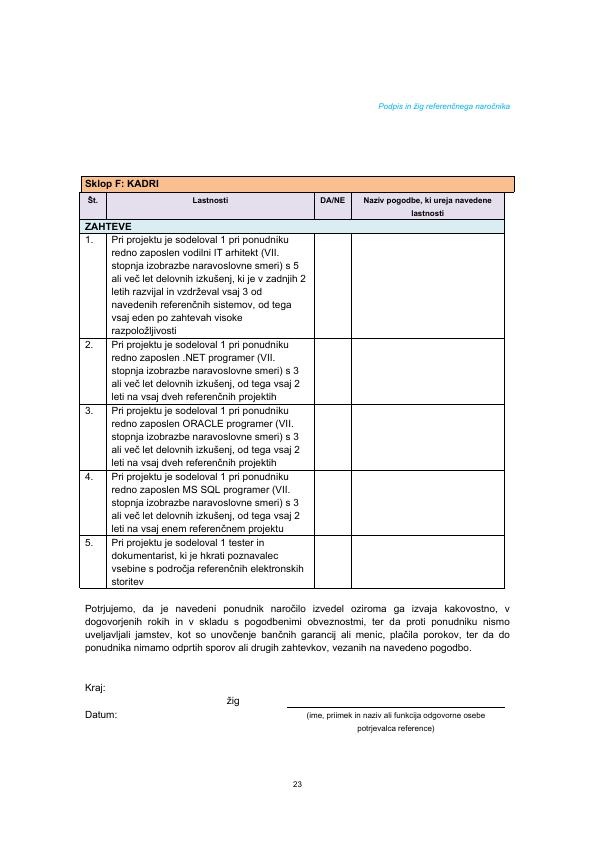 Podpis in žig referenčnega naročnika
Sklop F: KADRI
Št.
Lastnosti
DA/NE
Naziv pogodbe, ki ureja navedene
lastnosti
ZAHTEVE
1.
Pri projektu je sodeloval 1 pri ponudniku
redno zaposlen vodilni IT arhitekt (VII.
stopnja izobrazbe naravoslovne smeri) s 5
ali več let delovnih izkušenj, ki je v zadnjih 2
letih razvijal in vzdrževal vsaj 3 od
navedenih referenčnih sistemov, od tega
vsaj eden po zahtevah visoke
razpoložljivosti
2.
Pri projektu je sodeloval 1 pri ponudniku
redno zaposlen .NET programer (VII.
stopnja izobrazbe naravoslovne smeri) s 3
ali več let delovnih izkušenj, od tega vsaj 2
leti na vsaj dveh referenčnih projektih
3.
Pri projektu je sodeloval 1 pri ponudniku
redno zaposlen ORACLE programer (VII.
stopnja izobrazbe naravoslovne smeri) s 3
ali več let delovnih izkušenj, od tega vsaj 2
leti na vsaj dveh referenčnih projektih
4.
Pri projektu je sodeloval 1 pri ponudniku
redno zaposlen MS SQL programer (VII.
stopnja izobrazbe naravoslovne smeri) s 3
ali več let delovnih izkušenj, od tega vsaj 2
leti na vsaj enem referenčnem projektu
5.
Pri projektu je sodeloval 1 tester in
dokumentarist, ki je hkrati poznavalec
vsebine s področja referenčnih elektronskih
storitev
Potrjujemo, da je navedeni ponudnik naročilo izvedel oziroma ga izvaja kakovostno, v
dogovorjenih rokih in v skladu s pogodbenimi obveznostmi, ter da proti ponudniku nismo
uveljavljali jamstev, kot so unovčenje bančnih garancij ali menic, plačila porokov, ter da do
ponudnika nimamo odprtih sporov ali drugih zahtevkov, vezanih na navedeno pogodbo.
Kraj:
žig
Datum:
(ime, priimek in naziv ali funkcija odgovorne osebe
potrjevalca reference)
23